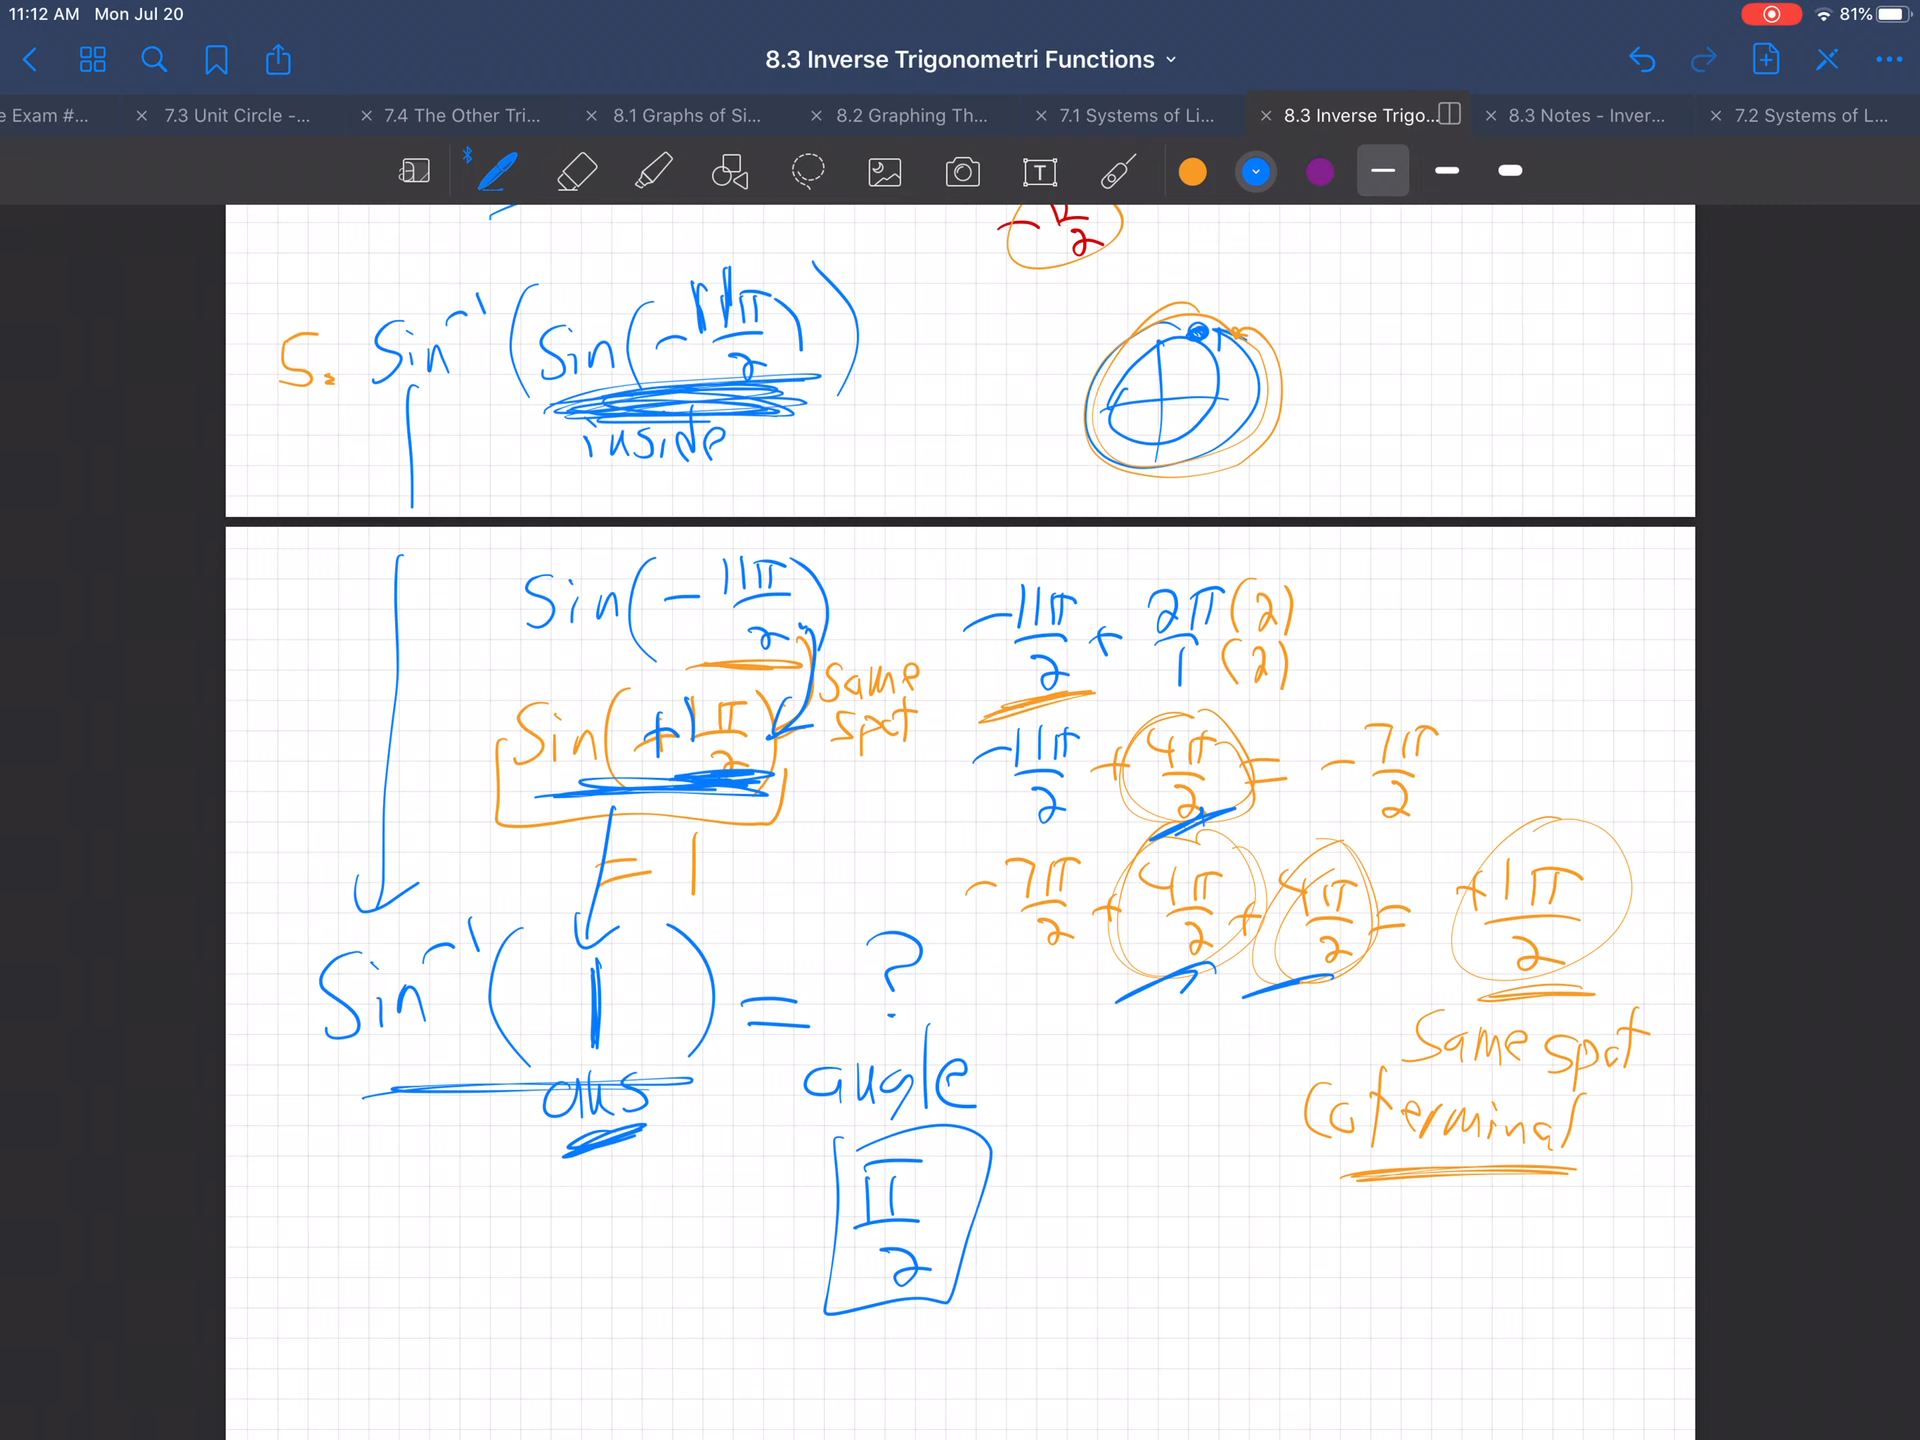 11:12 AM Mon Jul 20
81%
8.3 Inverse Trigonometri Functions
e Exam #...
7.3 Unit Circle -...
7.4 The Other Tri...
8.1 Graphs of Si...
8.2 Graphing Th...
7.1 Systems of Li...
8.3 Inverse Trigo...
8.3 Notes - Inver...
7.2 Systems of L...
T
-π/2
5. Sin⁻¹(Sin(-11π/2))
inside
Sin(-11π/2)
-11π/2 + 2π(2)/1(2)
Sin(+1π/2)
Same
spot
-11π/2 + 4π/2 = -7π/2
= 1
-7π/2 + 4π/2 + 4π/2 = +1π/2
Sin⁻¹(1) = ?
ans
angle
Same spot
Coterminal
π/2